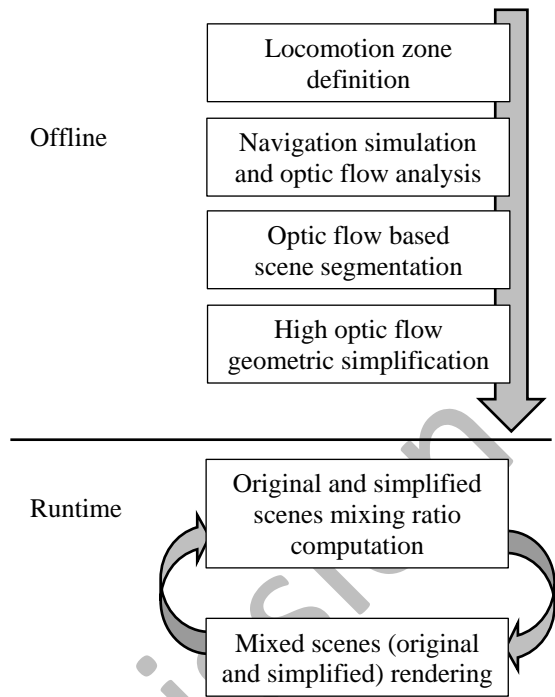 Locomotion zone
definition
Offline
Navigation simulation
and optic flow analysis
Optic flow based
scene segmentation
High optic flow
geometric simplification
Runtime
Original and simplified
scenes mixing ratio
computation
Mixed scenes (original
and simplified) rendering